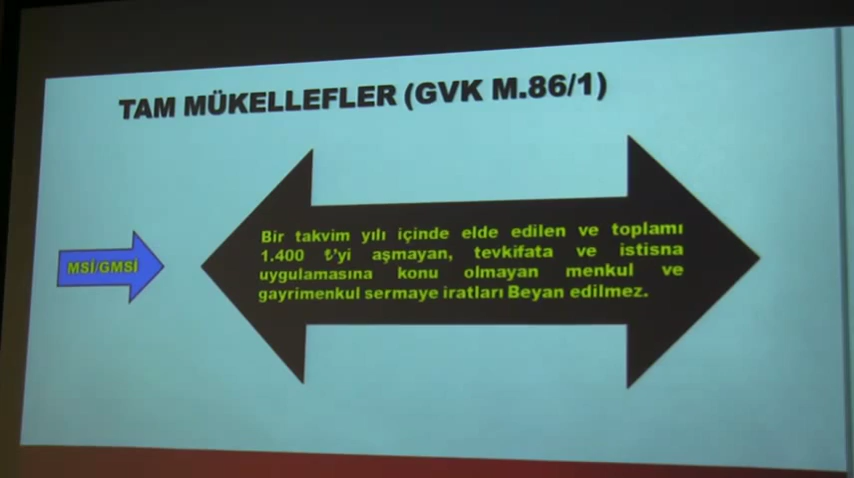 TAM MÜKELLEFLER (GVK M.86/1)
MSİ/GMSİ
Bir takvim yılı içinde elde edilen ve toplamı
1.400 ₺'yi aşmayan, tevkifata ve istisna
uygulamasına konu olmayan menkul ve
gayrimenkul sermaye iratları Beyan edilmez.